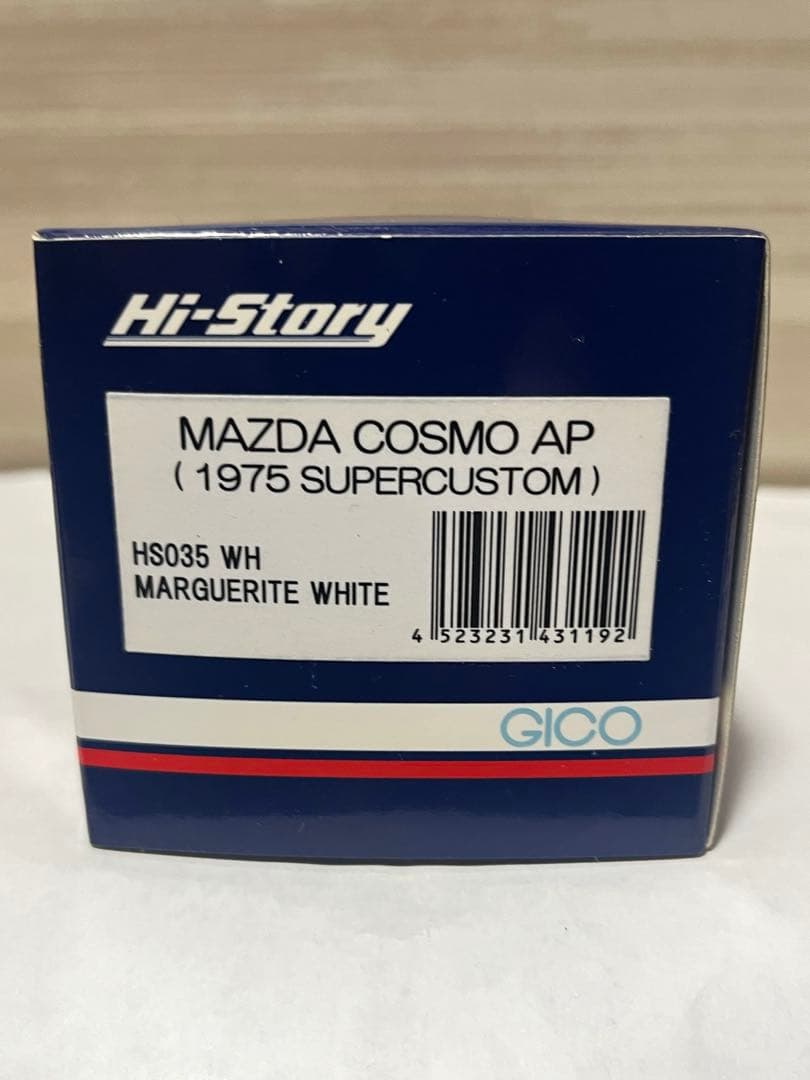 Hi-Story
MAZDA COSMO AP
( 1975 SUPERCUSTOM )
HS035 WH
MARGUERITE WHITE
4 523231 431192
GICO